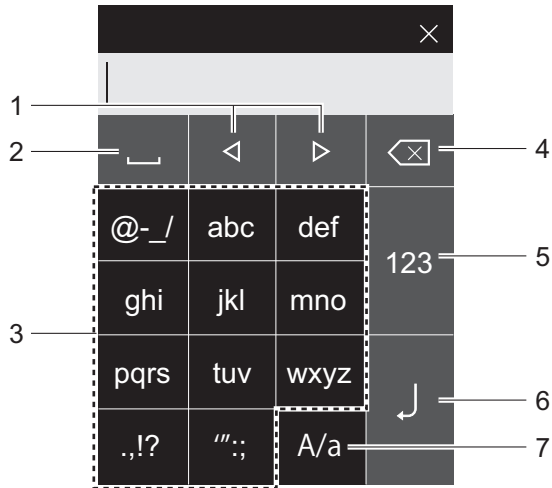 1
2
4
@-_/ abc def
123 5
ghi jkl mno
3
pqrs tuv wxyz
6
.,!? ‘”:; A/a
7